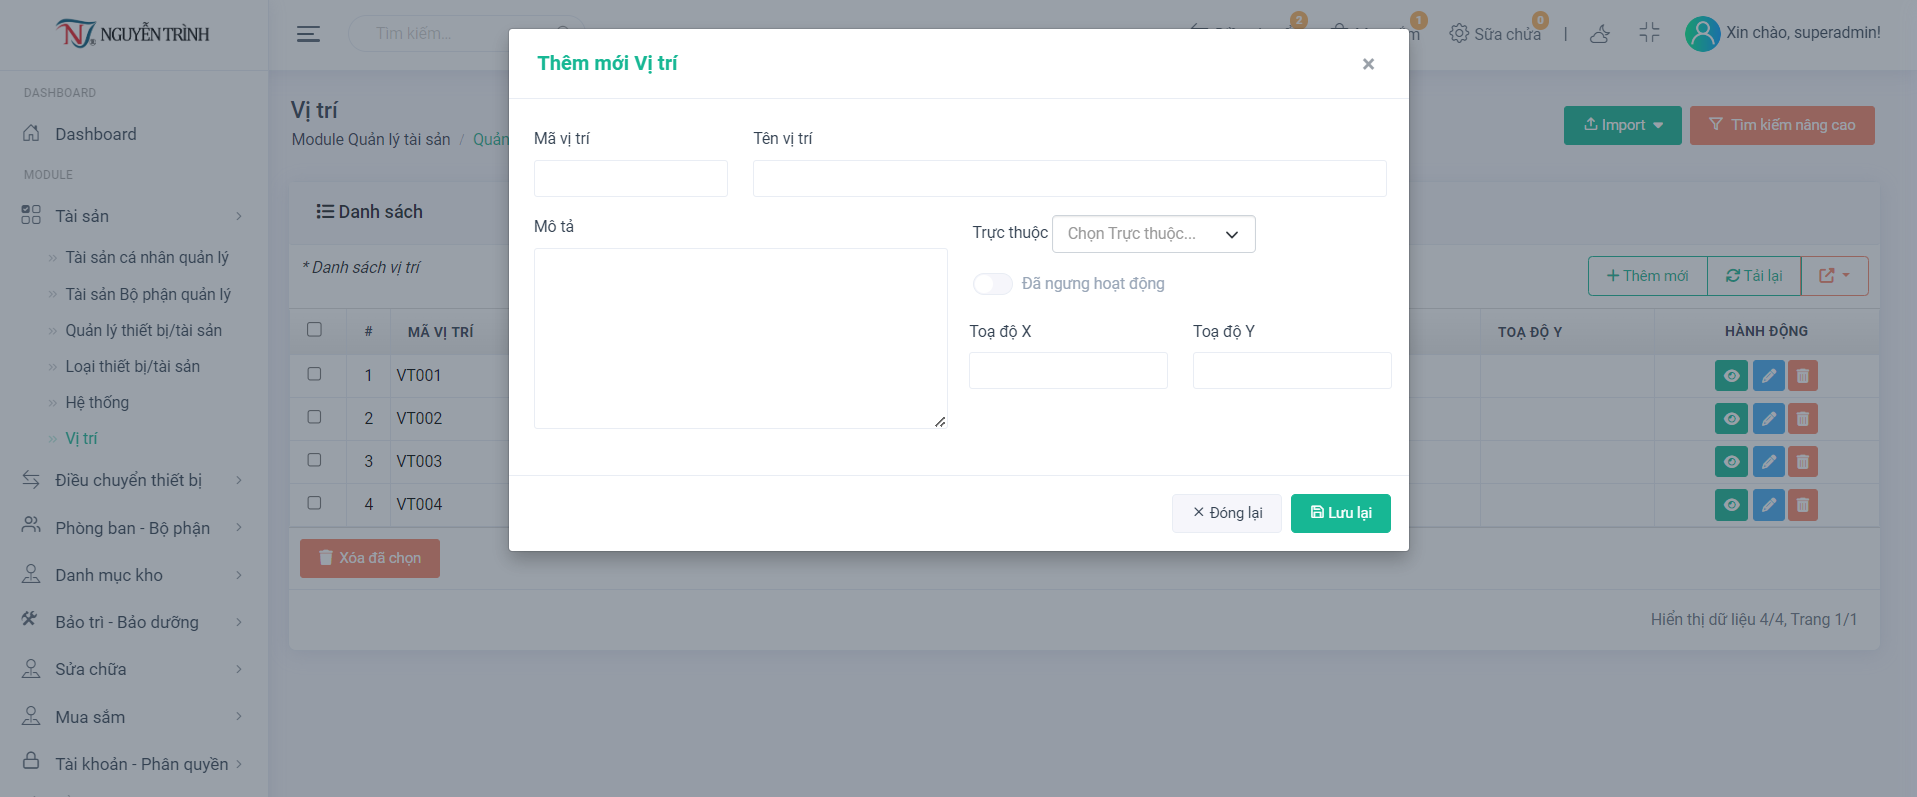 NT® NGUYỄN TRÌNH
Tìm kiếm...
2
1
0
Sữa chửa
|
Xin chào, superadmin!
DASHBOARD
Dashboard
MODULE
Tài sản
» Tài sản cá nhân quản lý
» Tài sản Bộ phận quản lý
» Quản lý thiết bị/tài sản
» Loại thiết bị/tài sản
» Hệ thống
» Vị trí
Điều chuyển thiết bị
Phòng ban - Bộ phận
Danh mục kho
Bảo trì - Bảo dưỡng
Sửa chữa
Mua sắm
Tài khoản - Phân quyền
Vị trí
Module Quản lý tài sản / Quản
Import
Tìm kiếm nâng cao
Danh sách
* Danh sách vị trí
Thêm mới
Tải lại
# MÃ VỊ TRÍ TOẠ ĐỘ Y HÀNH ĐỘNG
1 VT001
2 VT002
3 VT003
4 VT004
Xóa đã chọn
Hiển thị dữ liệu 4/4, Trang 1/1
Thêm mới Vị trí
×
Mã vị trí
Tên vị trí
Mô tả
Trực thuộc
Chọn Trực thuộc...
Đã ngưng hoạt động
Toạ độ X
Toạ độ Y
Đóng lại
Lưu lại